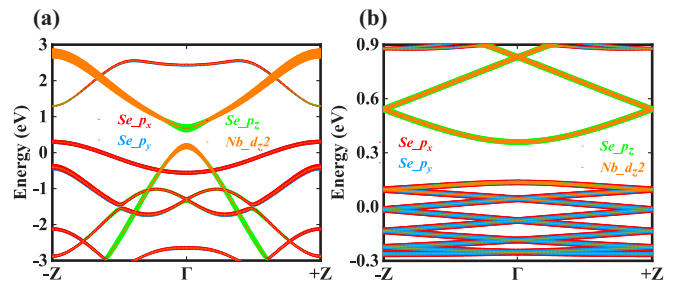 (a)
(b)
3
2
1
0
-1
-2
-3
Energy (eV)
Se_px
Se_py
Se_pz
Nb_dz2
-Z
Γ
+Z
0.9
0.6
0.3
0.0
-0.3
Energy (eV)
Se_px
Se_py
Se_pz
Nb_dz2
-Z
Γ
+Z